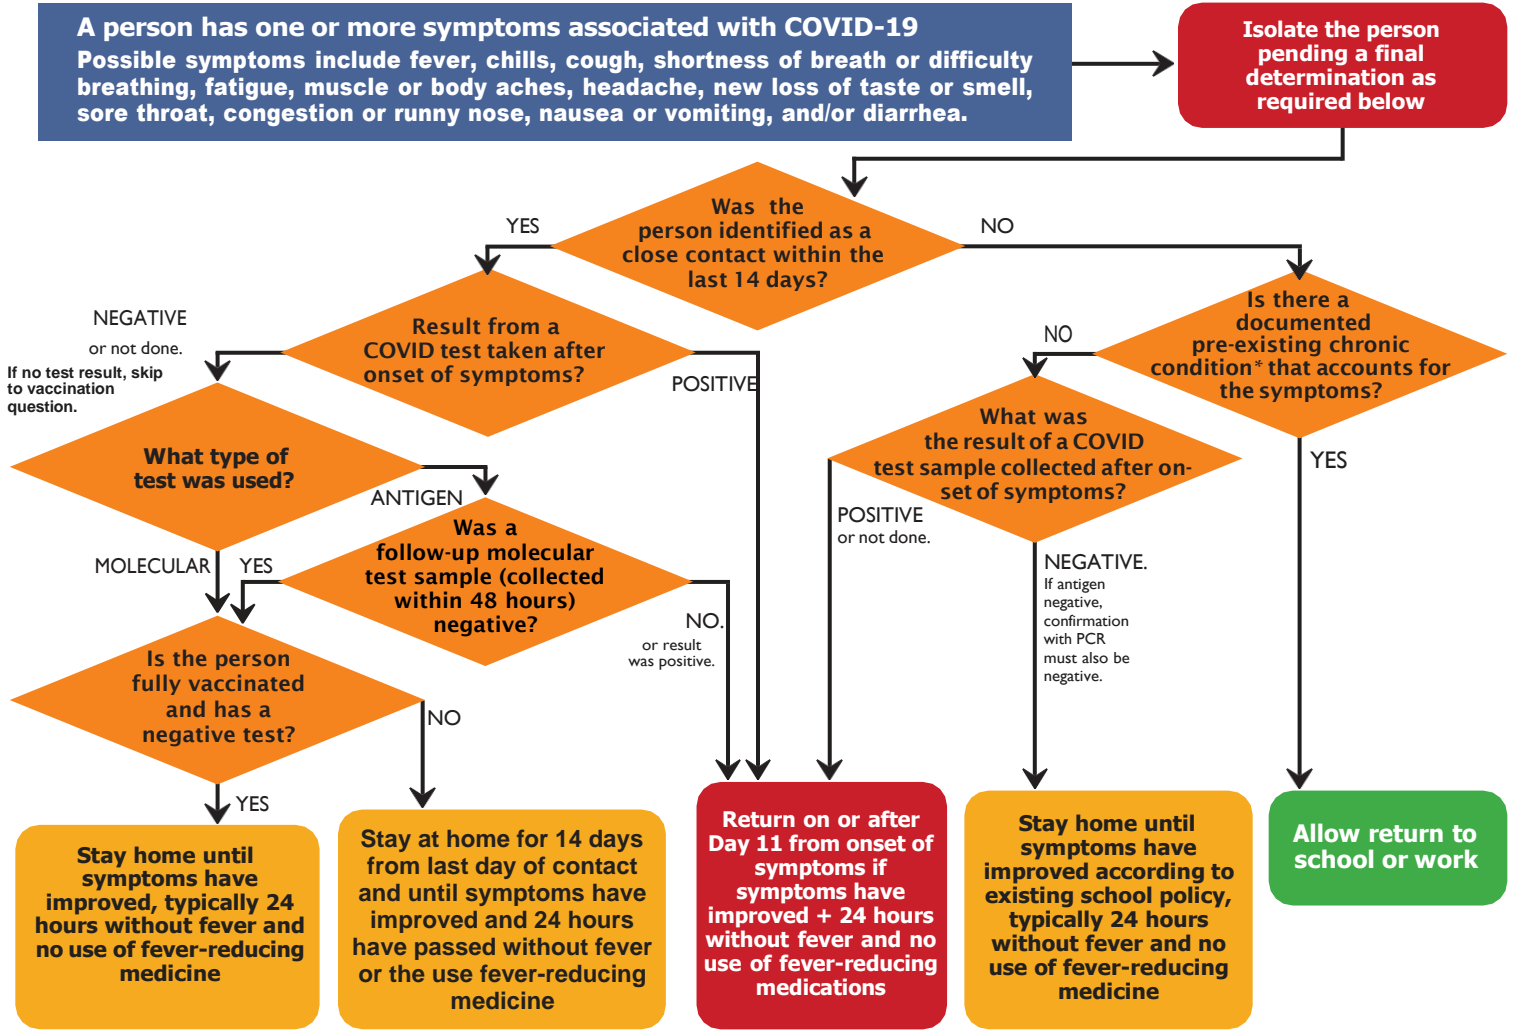 A person has one or more symptoms associated with COVID-19
Possible symptoms include fever, chills, cough, shortness of breath or difficulty
breathing, fatigue, muscle or body aches, headache, new loss of taste or smell,
sore throat, congestion or runny nose, nausea or vomiting, and/or diarrhea.
Isolate the person
pending a final
determination as
required below
Was the
person identified as a
close contact within the
last 14 days?
YES
NO
Result from a
COVID test taken after
onset of symptoms?
NEGATIVE
or not done.
If no test result, skip
to vaccination
question.
POSITIVE
Is there a
documented
pre-existing chronic
condition* that accounts for
the symptoms?
NO
YES
What was
the result of a COVID
test sample collected after on-
set of symptoms?
What type of
test was used?
ANTIGEN
MOLECULAR
Was a
follow-up molecular
test sample (collected
within 48 hours)
negative?
YES
NO.
or result
was positive.
POSITIVE
or not done.
NEGATIVE.
If antigen
negative,
confirmation
with PCR
must also be
negative.
Is the person
fully vaccinated
and has a
negative test?
NO
YES
Stay home until
symptoms have
improved, typically 24
hours without fever and
no use of fever-reducing
medicine
Stay at home for 14 days
from last day of contact
and until symptoms have
improved and 24 hours
have passed without fever
or the use fever-reducing
medicine
Return on or after
Day 11 from onset of
symptoms if
symptoms have
improved + 24 hours
without fever and no
use of fever-reducing
medications
Stay home until
symptoms have
improved according to
existing school policy,
typically 24 hours
without fever and no
use of fever-reducing
medicine
Allow return to
school or work